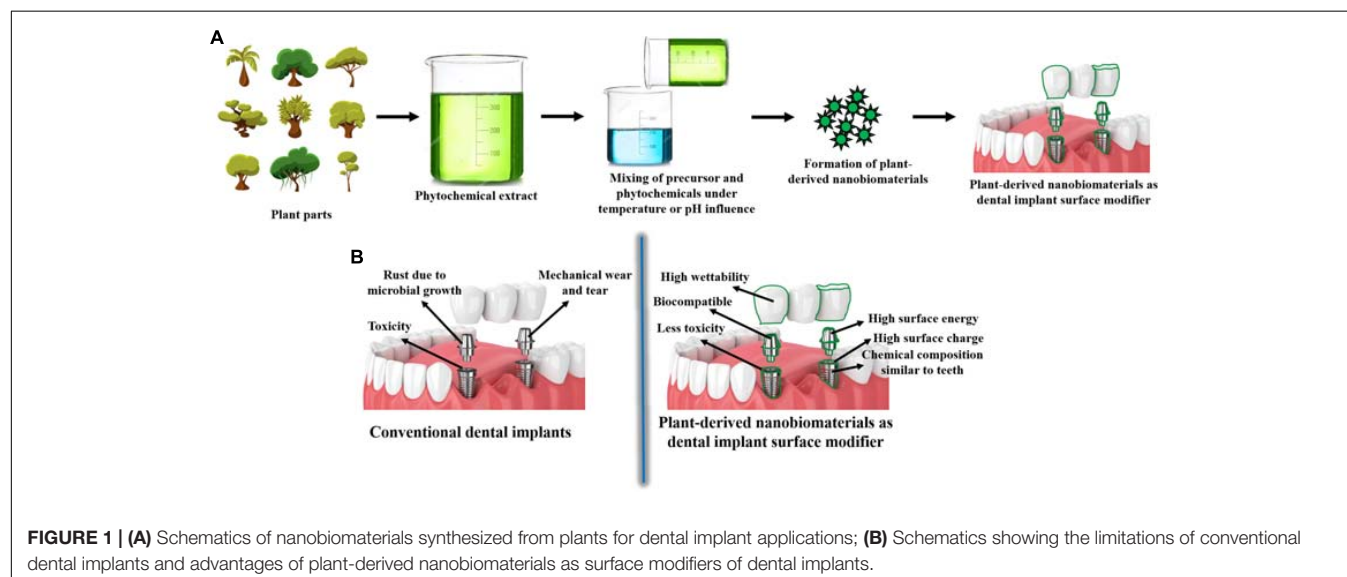 A
Plant parts
Phytochemical extract
Mixing of precursor and
phytochemicals under
temperature or pH influence
Formation of plant-
derived nanobiomaterials
Plant-derived nanobiomaterials as
dental implant surface modifier
B
Rust due to
microbial growth
Mechanical wear
and tear
Toxicity
Conventional dental implants
High wettability
Biocompatible
Less toxicity
High surface energy
High surface charge
Chemical composition
similar to teeth
Plant-derived nanobiomaterials as
dental implant surface modifier
FIGURE 1 | (A) Schematics of nanobiomaterials synthesized from plants for dental implant applications; (B) Schematics showing the limitations of conventional
dental implants and advantages of plant-derived nanobiomaterials as surface modifiers of dental implants.